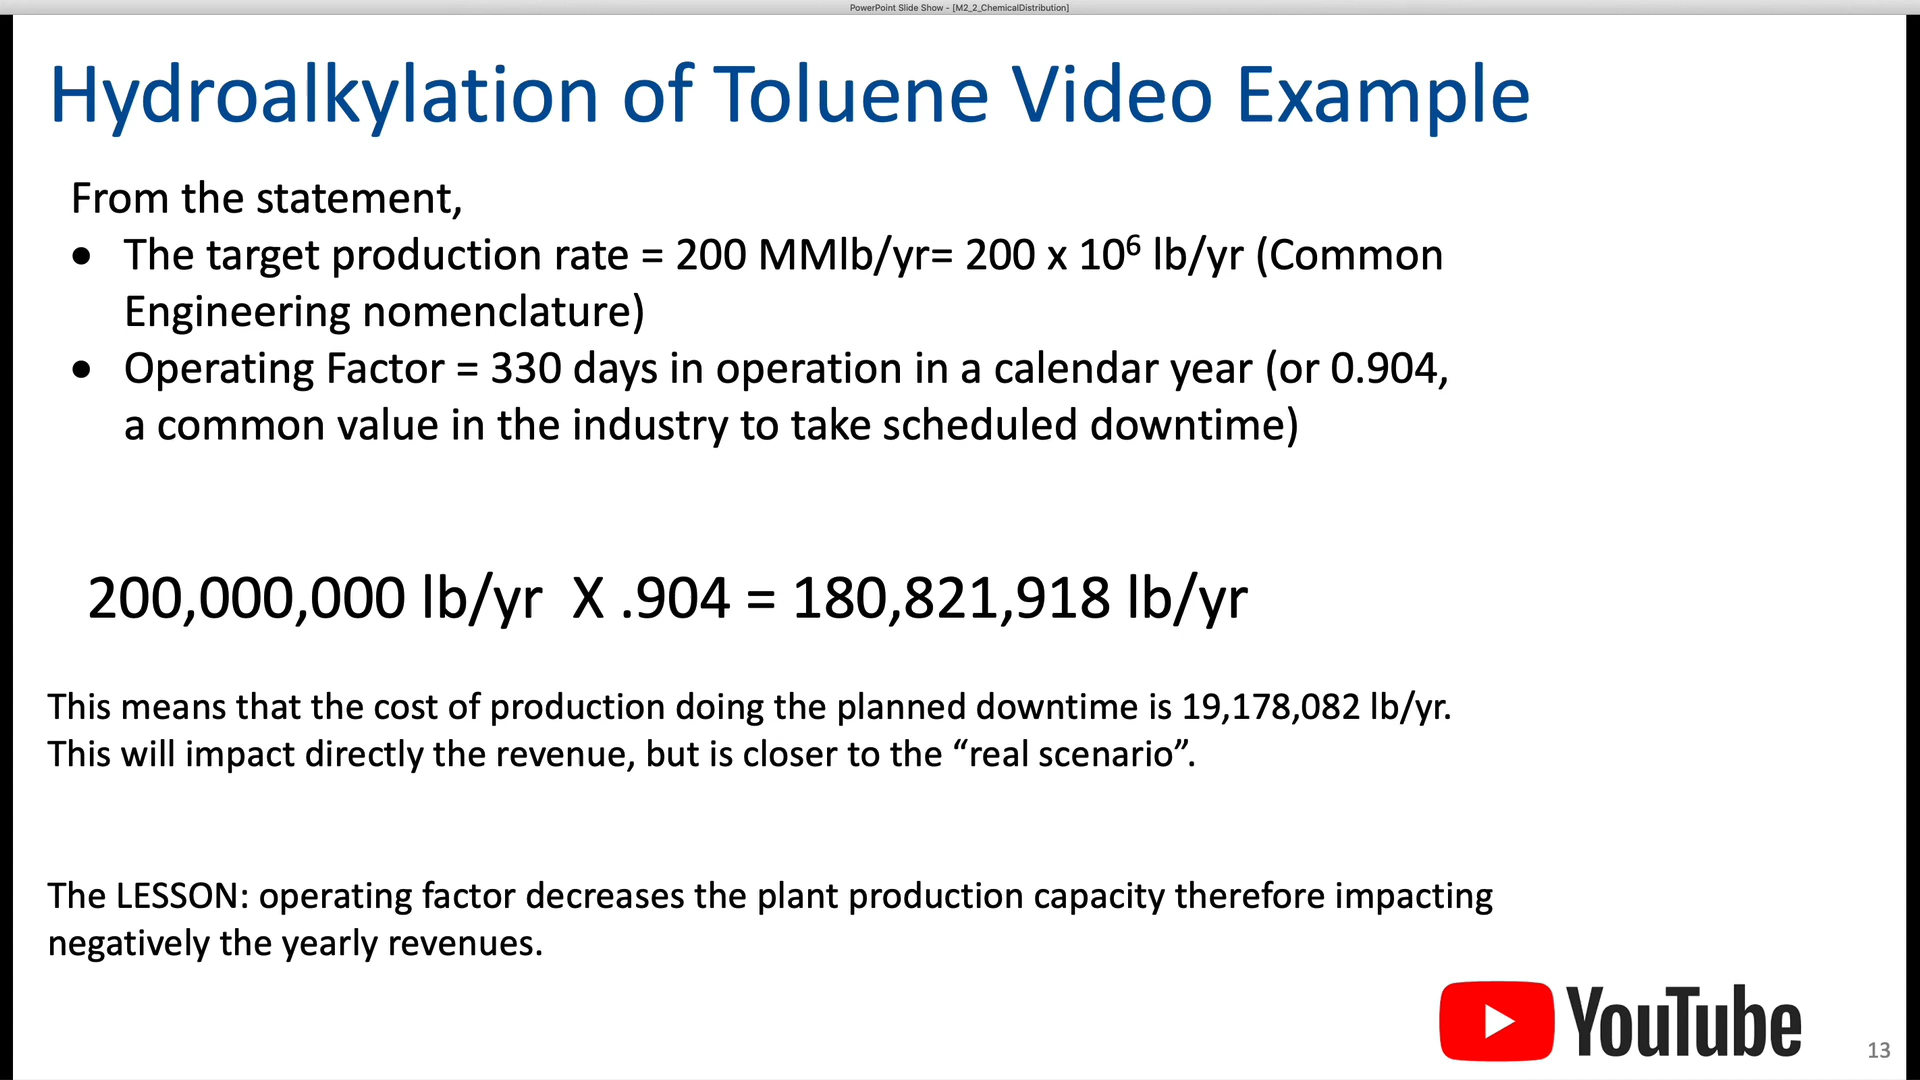 PowerPoint Slide Show - [M2_2_ChemicalDistribution]
Hydroalkylation of Toluene Video Example
From the statement,
• The target production rate = 200 MMlb/yr= 200 x 10⁶ lb/yr (Common
Engineering nomenclature)
• Operating Factor = 330 days in operation in a calendar year (or 0.904,
a common value in the industry to take scheduled downtime)
200,000,000 lb/yr X .904 = 180,821,918 lb/yr
This means that the cost of production doing the planned downtime is 19,178,082 lb/yr.
This will impact directly the revenue, but is closer to the “real scenario”.
The LESSON: operating factor decreases the plant production capacity therefore impacting
negatively the yearly revenues.
YouTube
13